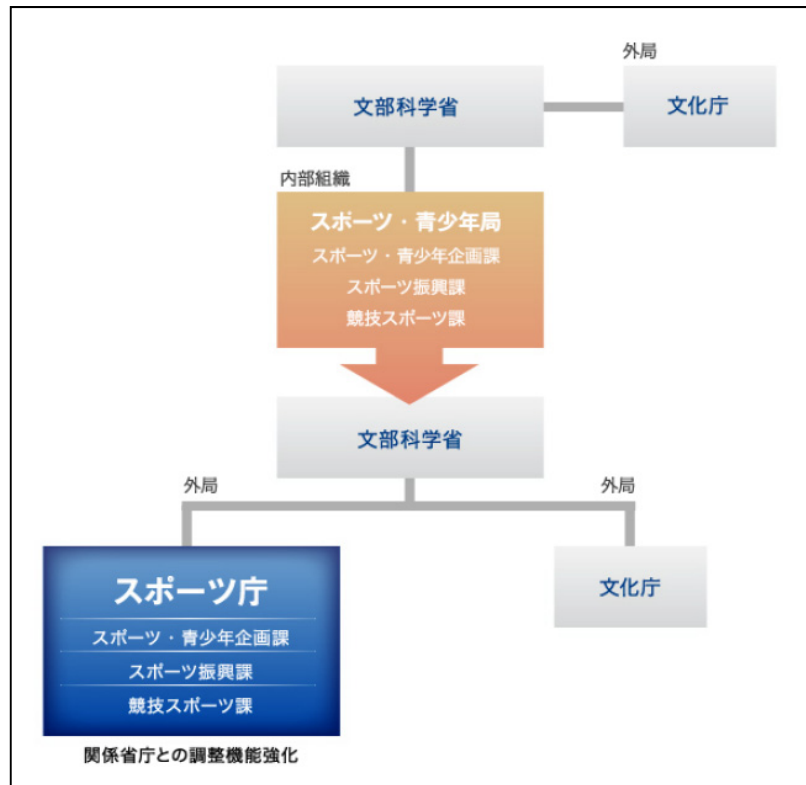 外局
文部科学省
文化庁
内部組織
スポーツ・青少年局
スポーツ・青少年企画課
スポーツ振興課
競技スポーツ課
文部科学省
外局
外局
スポーツ庁
文化庁
スポーツ・青少年企画課
スポーツ振興課
競技スポーツ課
関係省庁との調整機能強化